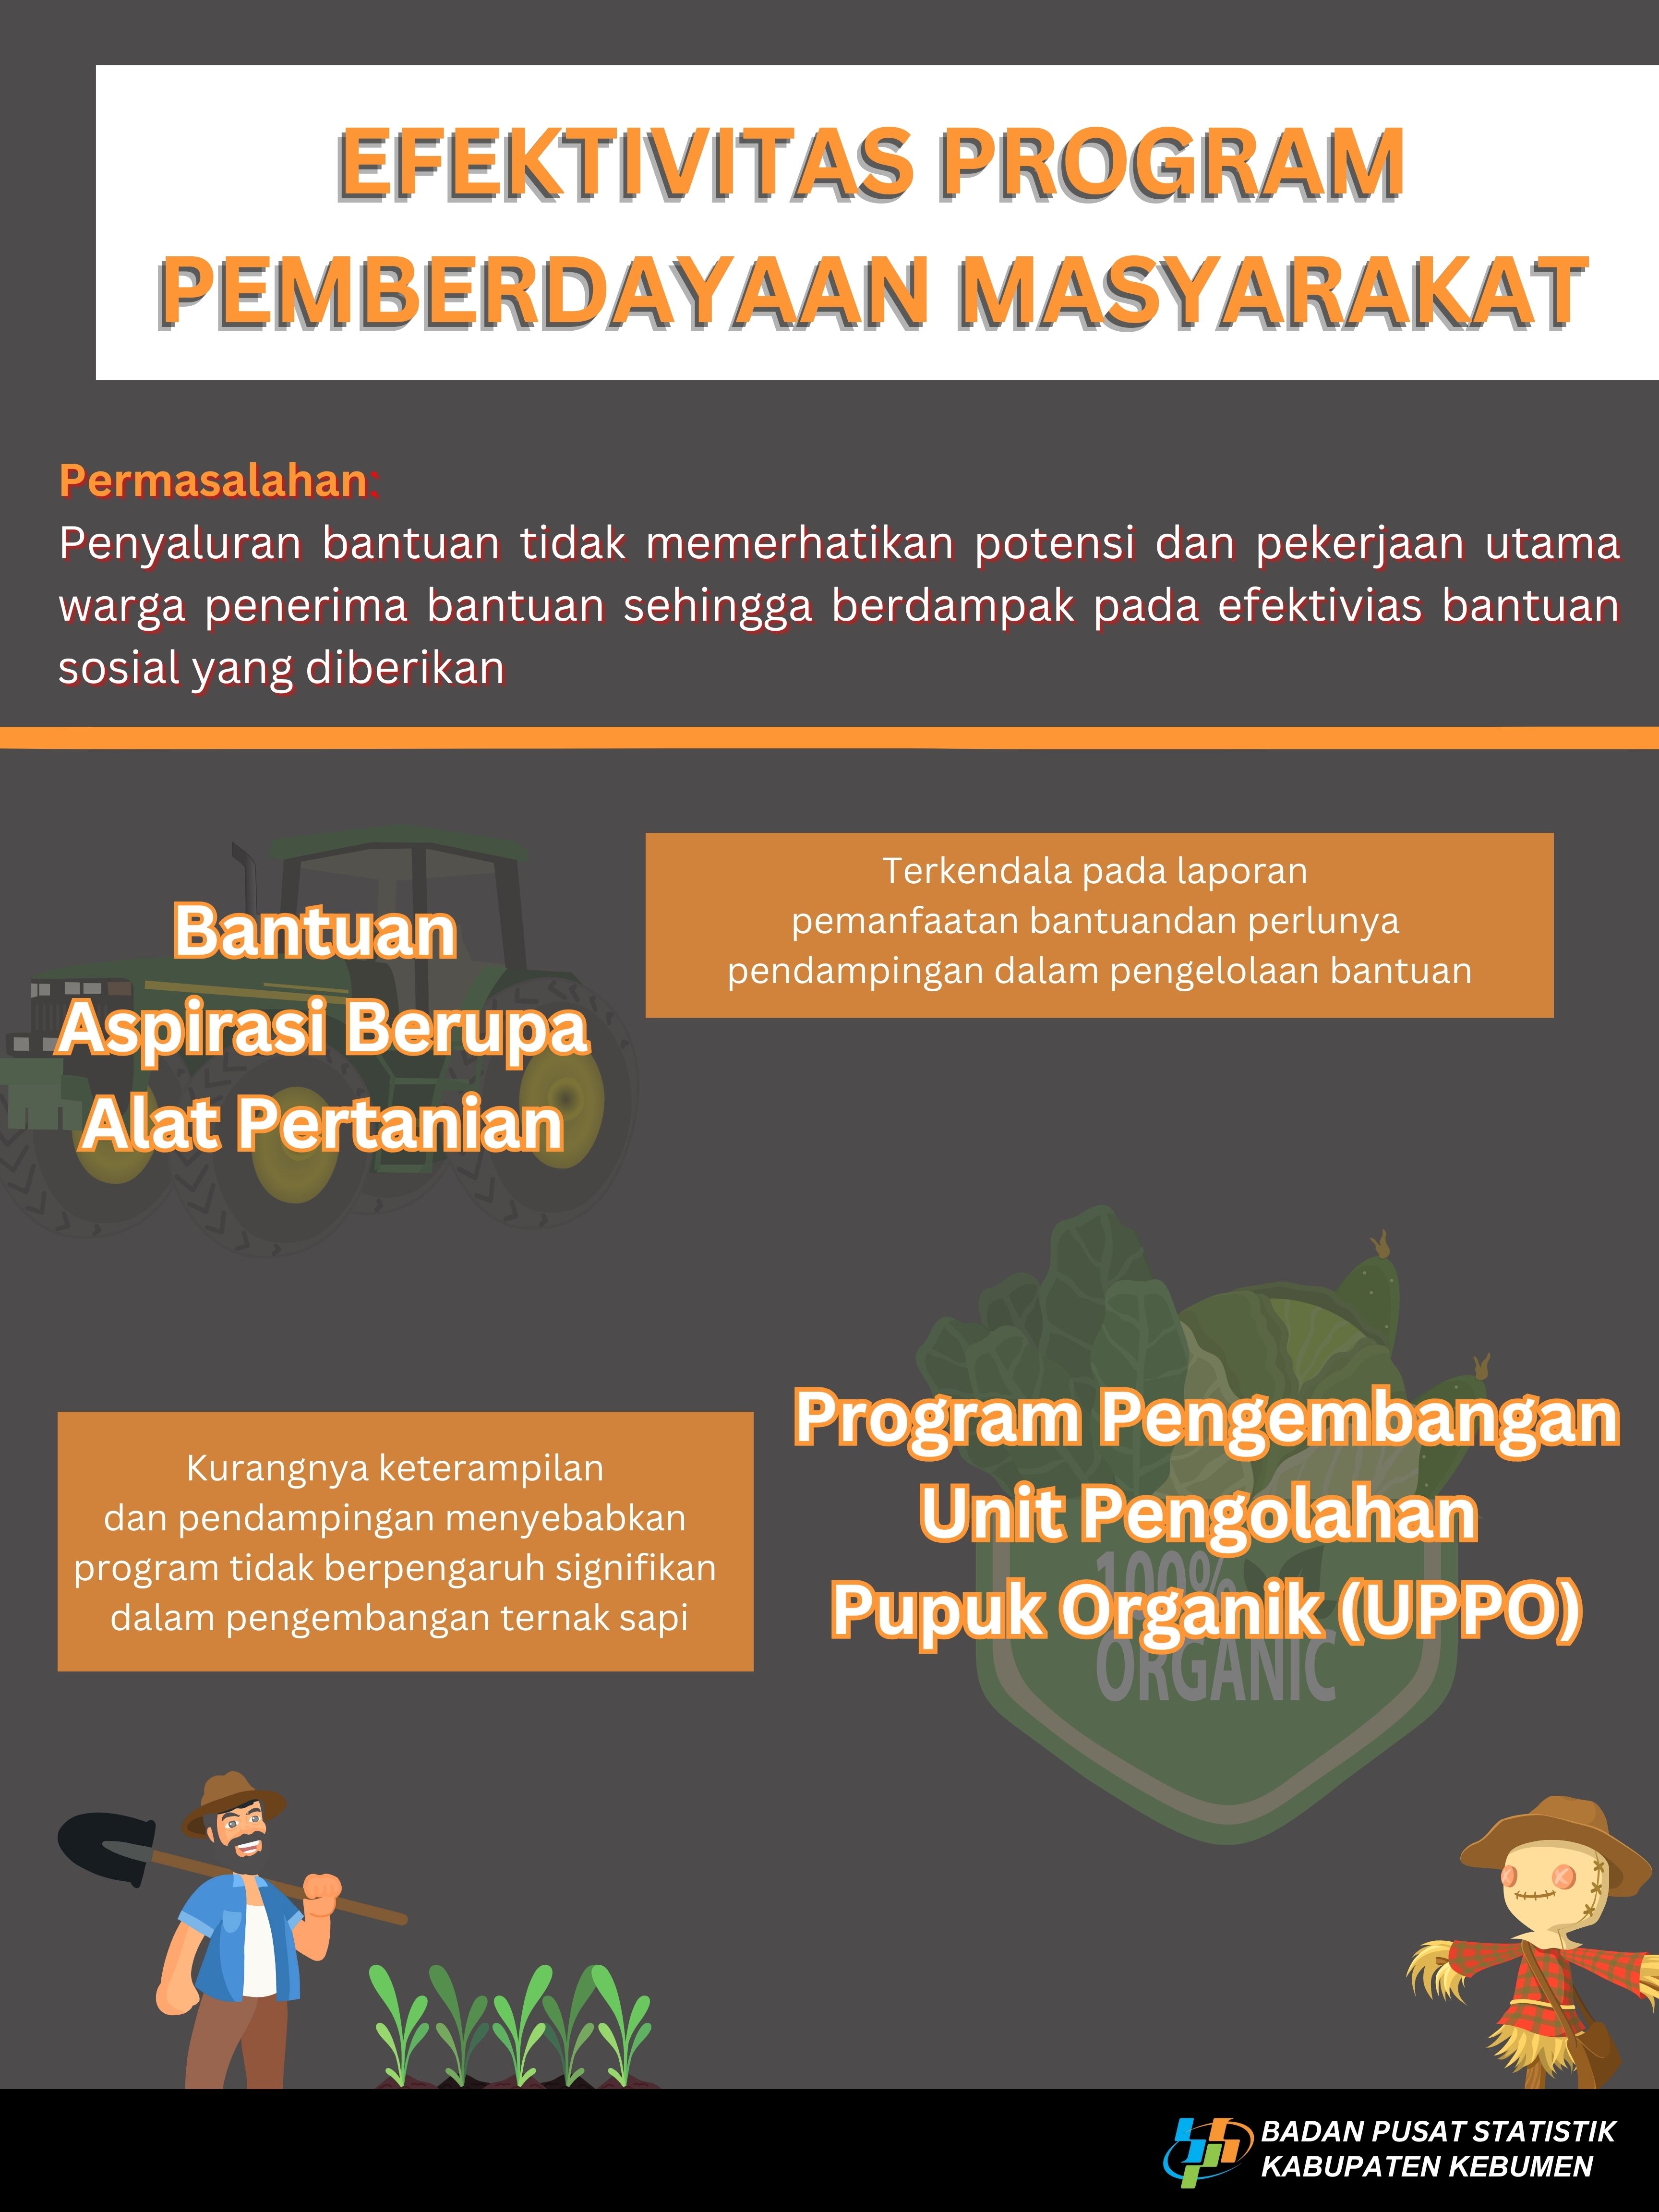 EFEKTIVITAS PROGRAM
PEMBERDAYAAN MASYARAKAT
Permasalahan:
Penyaluran bantuan tidak memerhatikan potensi dan pekerjaan utama
warga penerima bantuan sehingga berdampak pada efektivias bantuan
sosial yang diberikan
Bantuan
Aspirasi Berupa
Alat Pertanian
Terkendala pada laporan
pemanfaatan bantuandan perlunya
pendampingan dalam pengelolaan bantuan
Kurangnya keterampilan
dan pendampingan menyebabkan
program tidak berpengaruh signifikan
dalam pengembangan ternak sapi
Program Pengembangan
Unit Pengolahan
Pupuk Organik (UPPO)
100%
ORGANIC
BADAN PUSAT STATISTIK
KABUPATEN KEBUMEN